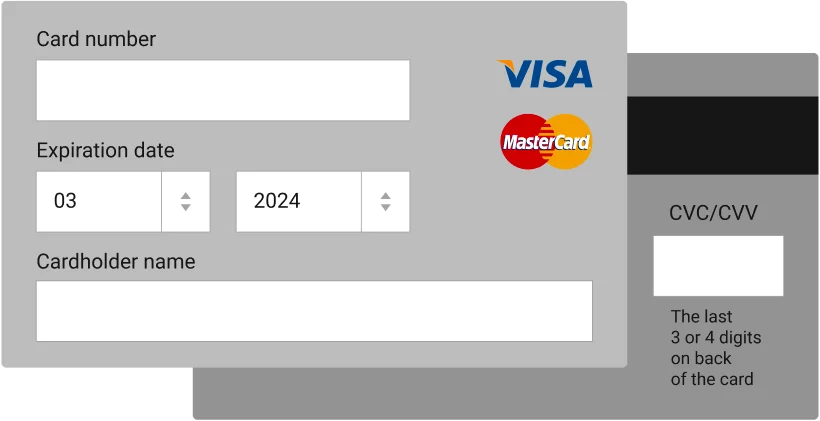 Card number
VISA
MasterCard
Expiration date
03
2024
CVC/CVV
Cardholder name
The last
3 or 4 digits
on back
of the card